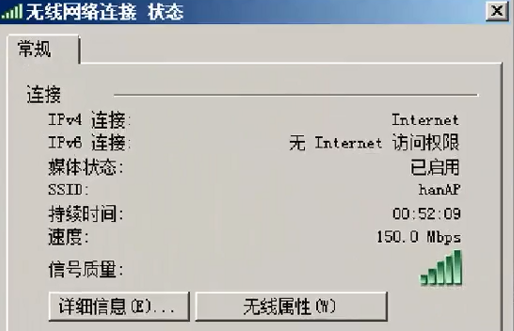 无线网络连接 状态
常规
连接
IPv4 连接: Internet
IPv6 连接: 无 Internet 访问权限
媒体状态: 已启用
SSID: hanAP
持续时间: 00:52:09
速度: 150.0 Mbps
信号质量:
详细信息(E)... 无线属性(W)